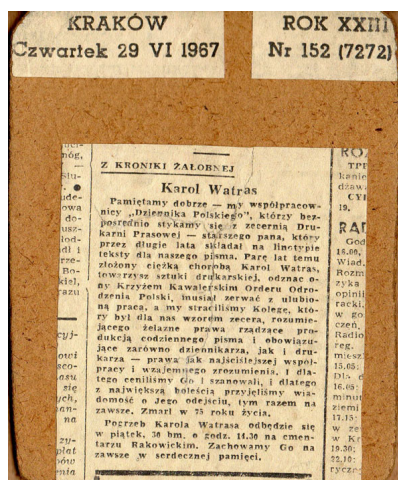 KRAKÓW
Czwartek 29 VI 1967
ROK XXIII
Nr 152 (7272)
Z KRONIKI ŻAŁOBNEJ
Karol Watras
Pamiętamy dobrze — my współpracow-
nicy „Dziennika Polskiego", którzy bez-
pośrednio stykamy się z zecernią Dru-
karni Prasowej — starszego pana, który
przez długie lata składał na linotypie
teksty dla naszego pisma. Parę lat temu
złożony ciężką chorobą Karol Watras,
towarzysz sztuki drukarskiej, odznaczo-
ny Krzyżem Kawalerskim Orderu Odro-
dzenia Polski, musiał zerwać z ulubio-
ną pracą, a my straciliśmy Kolegę, któ-
ry był dla nas wzorem zecera, rozumie-
jącego żelazne prawa rządzące pro-
dukcją codziennego pisma i obowiązu-
jące zarówno dziennikarza, jak i dru-
karza — prawa jak najściślejszej współ-
pracy i wzajemnego zrozumienia. I dla-
tego ceniliśmy Go i szanowali, i dlatego
z największą boleścią przyjęliśmy wia-
domość o Jego odejściu, tym razem na
zawsze. Zmarł w 75 roku życia.
Pogrzeb Karola Watrasa odbędzie się
w piątek, 30 bm. o godz. 14.30 na cmen-
tarzu Rakowickim. Zachowamy Go na
zawsze w serdecznej pamięci.